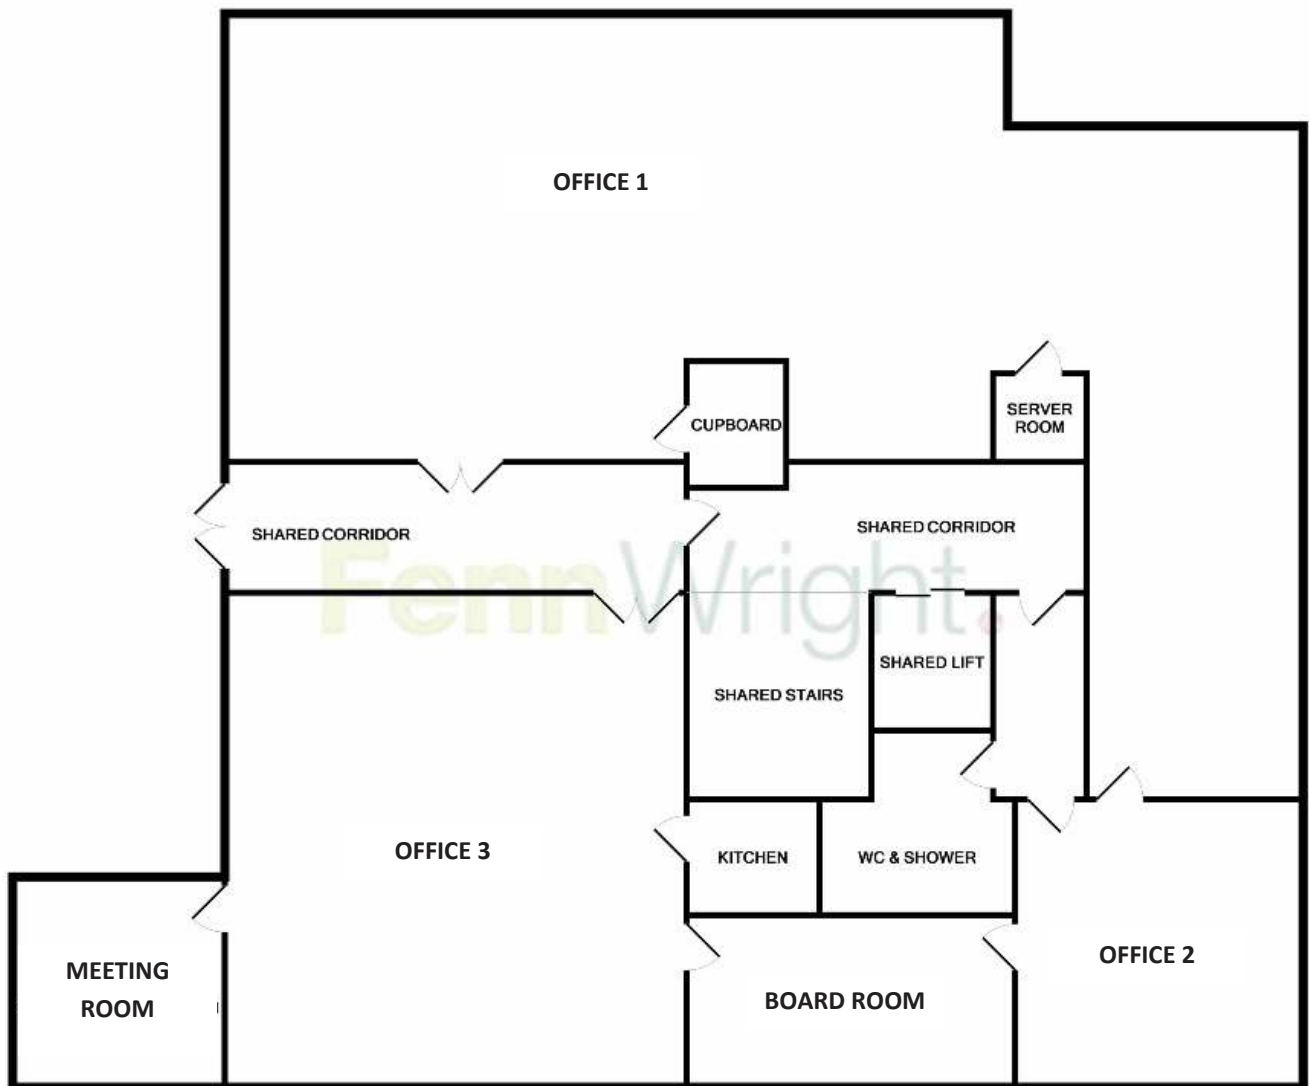 OFFICE 1
CUPBOARD
SERVER
ROOM
SHARED CORRIDOR
SHARED CORRIDOR
FennWright.
SHARED LIFT
SHARED STAIRS
OFFICE 3
KITCHEN
WC & SHOWER
OFFICE 2
MEETING
ROOM
BOARD ROOM